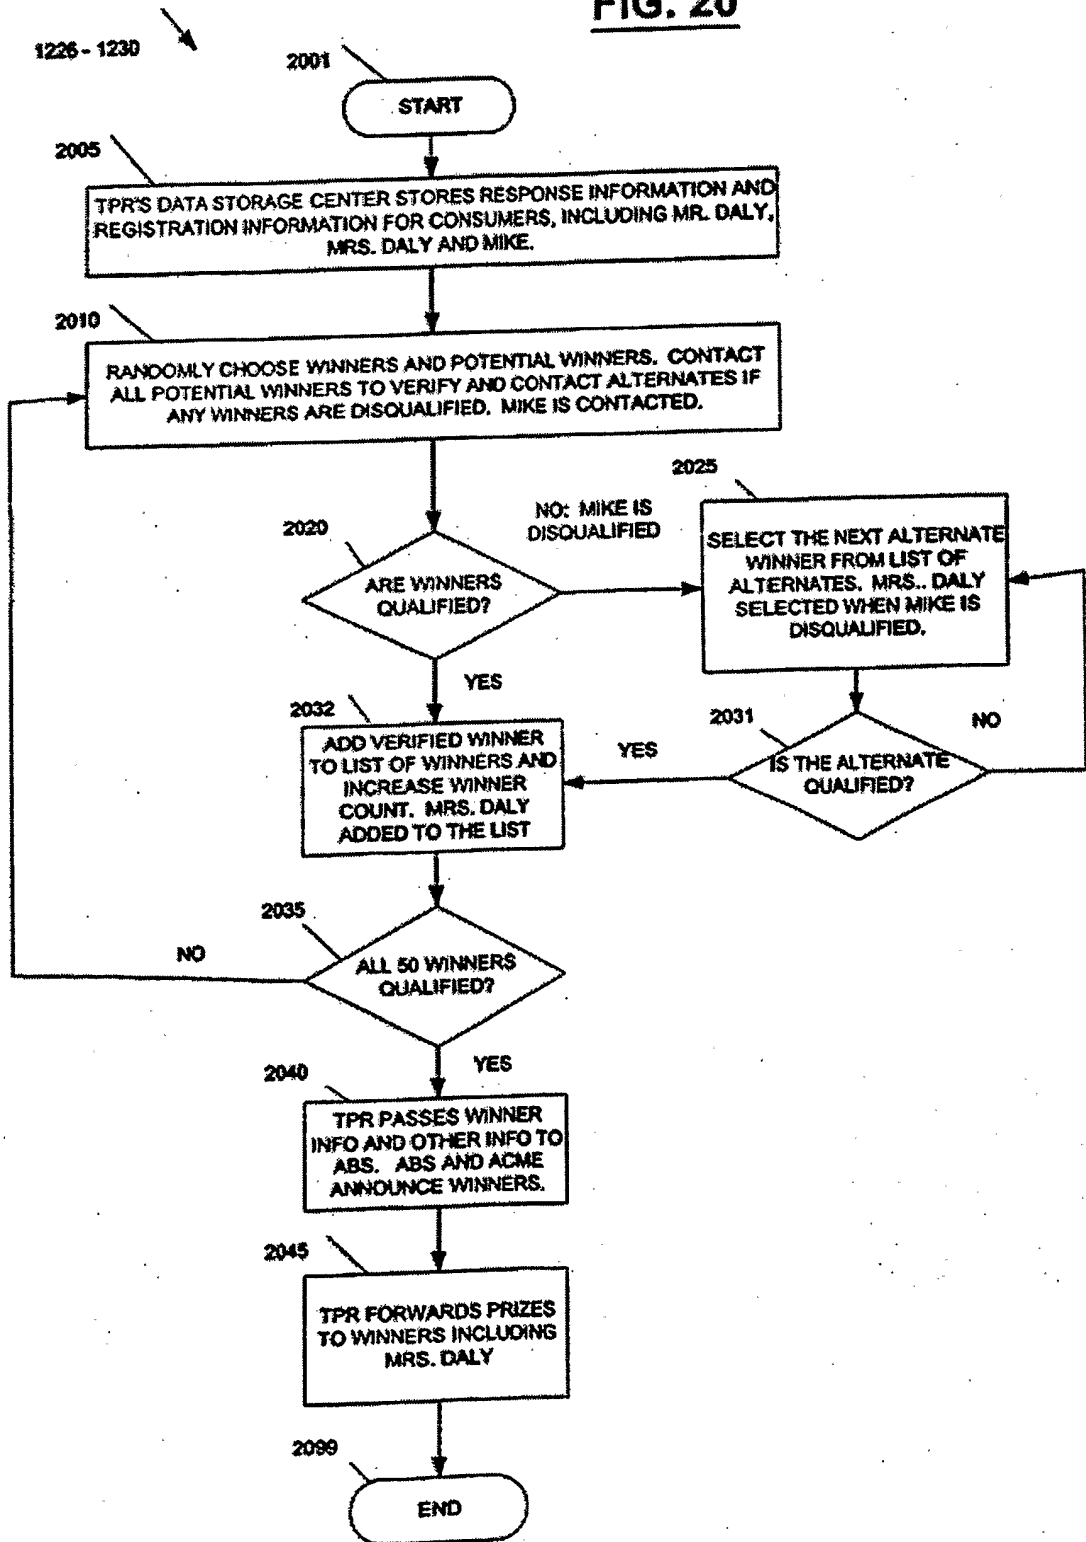 FIG. 20
1226 - 1230
2001
START
2005
TPR'S DATA STORAGE CENTER STORES RESPONSE INFORMATION AND
REGISTRATION INFORMATION FOR CONSUMERS, INCLUDING MR. DALY,
MRS. DALY AND MIKE.
2010
RANDOMLY CHOOSE WINNERS AND POTENTIAL WINNERS. CONTACT
ALL POTENTIAL WINNERS TO VERIFY AND CONTACT ALTERNATES IF
ANY WINNERS ARE DISQUALIFIED. MIKE IS CONTACTED.
2020
ARE WINNERS
QUALIFIED?
NO: MIKE IS
DISQUALIFIED
2025
SELECT THE NEXT ALTERNATE
WINNER FROM LIST OF
ALTERNATES. MRS.. DALY
SELECTED WHEN MIKE IS
DISQUALIFIED.
YES
2031
IS THE ALTERNATE
QUALIFIED?
NO
YES
2032
ADD VERIFIED WINNER
TO LIST OF WINNERS AND
INCREASE WINNER
COUNT. MRS. DALY
ADDED TO THE LIST
2035
ALL 50 WINNERS
QUALIFIED?
NO
YES
2040
TPR PASSES WINNER
INFO AND OTHER INFO TO
ABS. ABS AND ACME
ANNOUNCE WINNERS.
2045
TPR FORWARDS PRIZES
TO WINNERS INCLUDING
MRS. DALY
2099
END